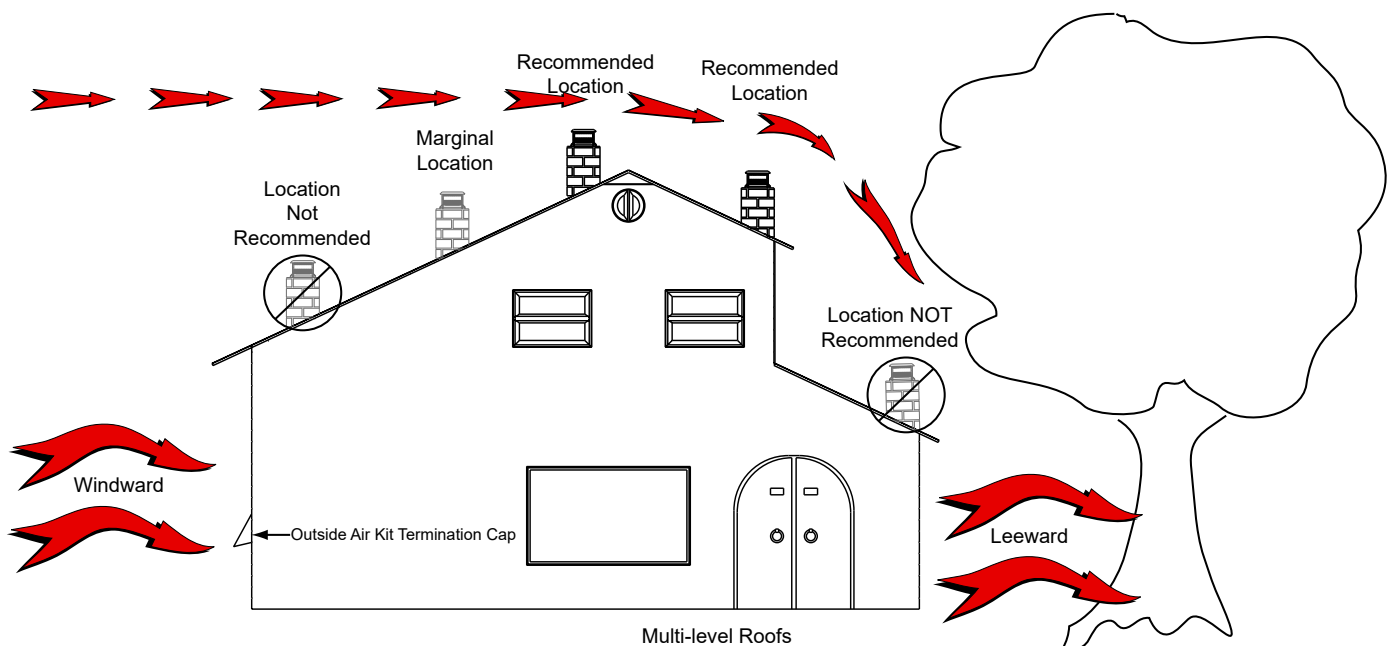 Recommended
Location
Recommended
Location
Marginal
Location
Location
Not
Recommended
Location NOT
Recommended
Windward
Outside Air Kit Termination Cap
Leeward
Multi-level Roofs